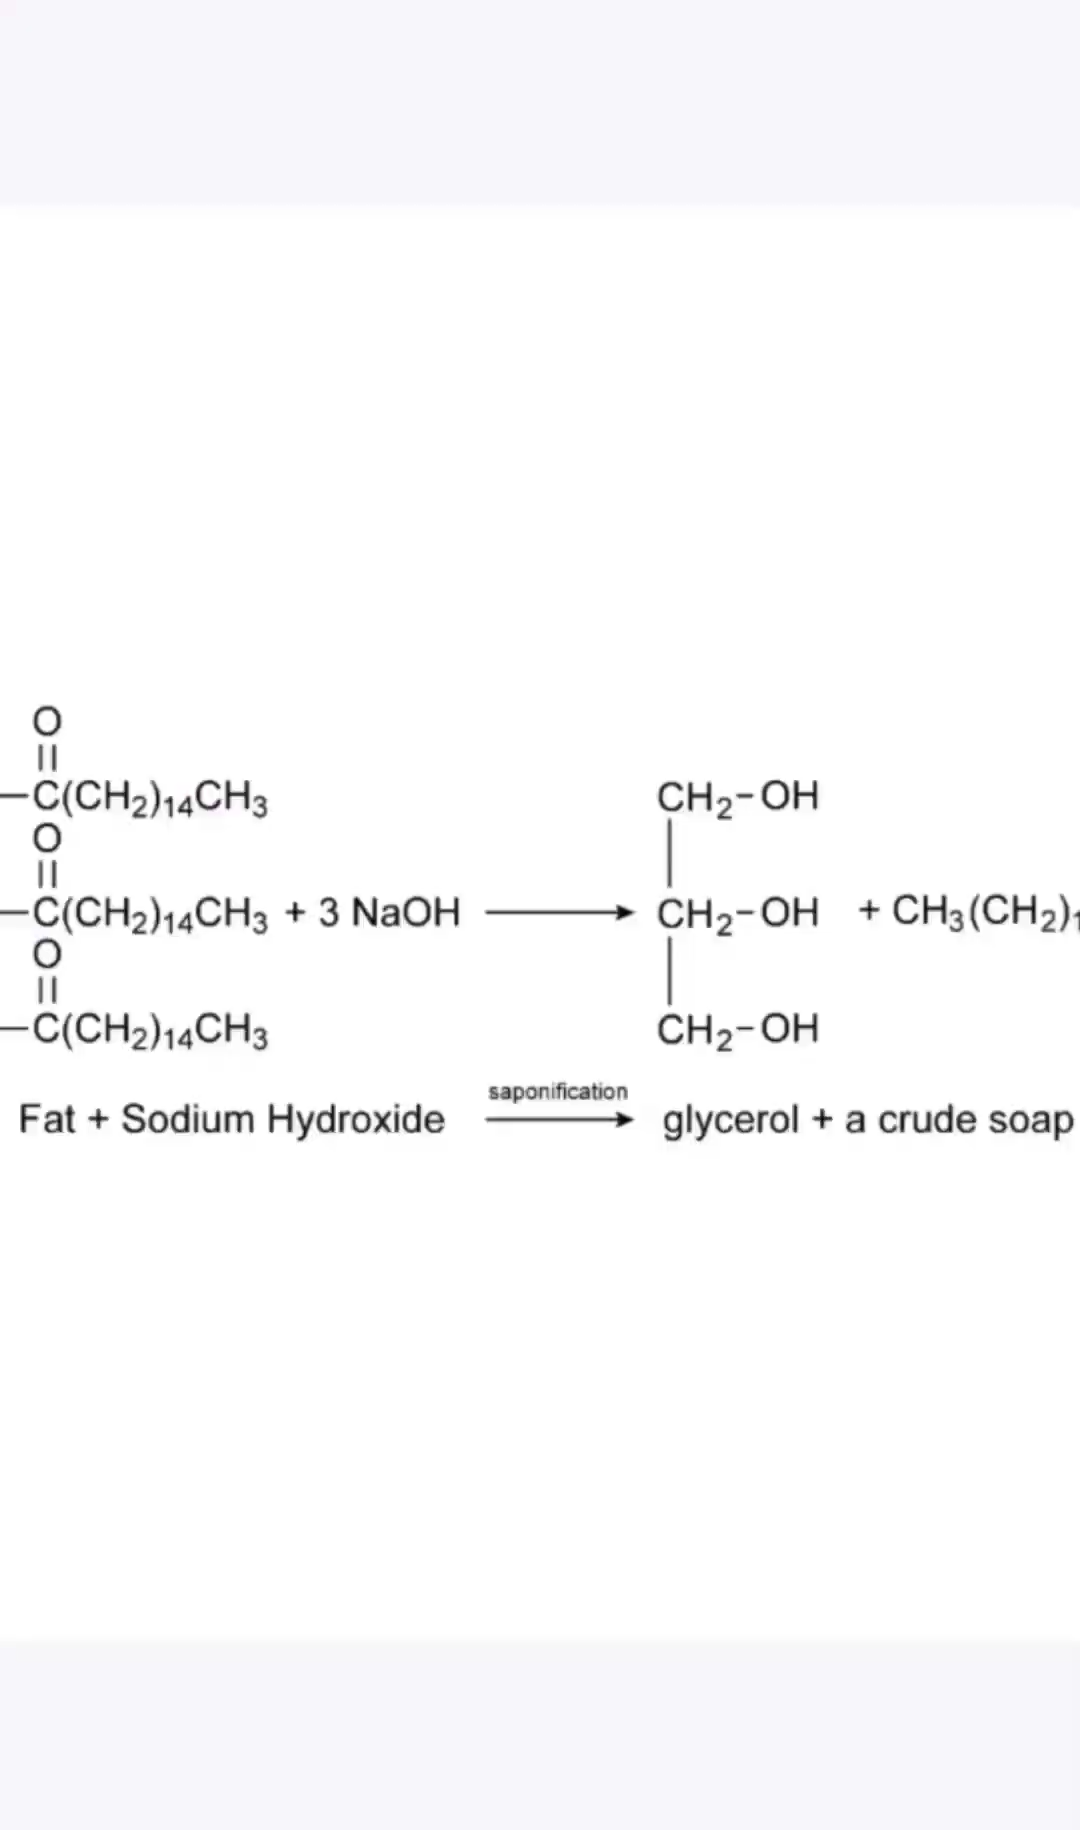 O
||
–C(CH₂)₁₄CH₃
CH₂-OH
O
||
–C(CH₂)₁₄CH₃ + 3 NaOH
CH₂-OH + CH₃(CH₂)₁
O
||
–C(CH₂)₁₄CH₃
CH₂-OH
saponification
Fat + Sodium Hydroxide
glycerol + a crude soap